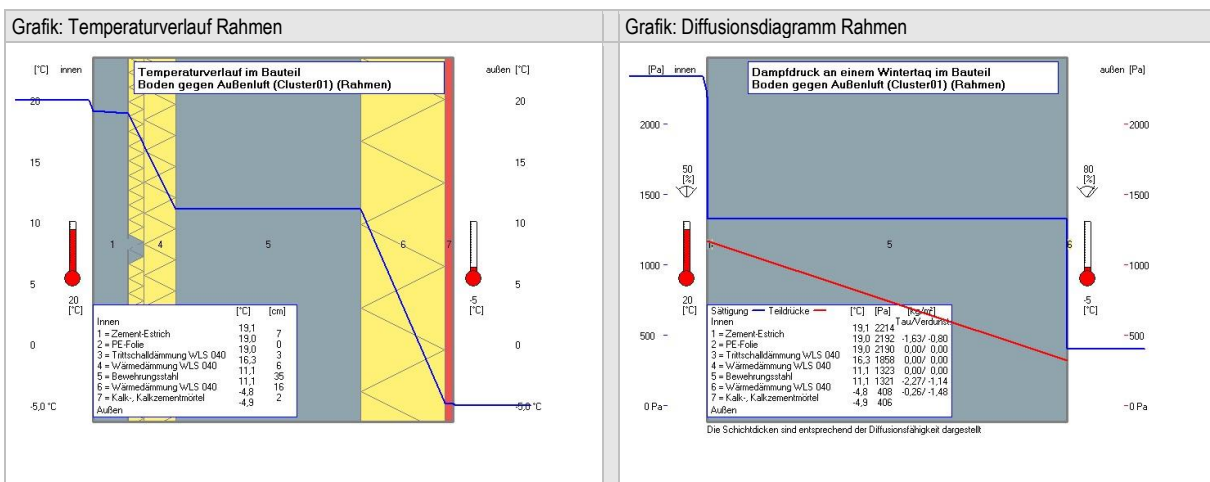 Grafik: Temperaturverlauf Rahmen
[°C] innen
außen [°C]
Temperaturverlauf im Bauteil
Boden gegen Außenluft (Cluster01) (Rahmen)
20
20
15
15
10
10
1
4
5
6
7
5
5
20
[°C]
-5
[°C]
0
0
-5,0 °C
-5,0 °C
[°C] [cm]
Innen
19,1
1 = Zement-Estrich 7
19,0
2 = PE-Folie 0
19,0
3 = Trittschalldämmung WLS 040 3
16,3
4 = Wärmedämmung WLS 040 6
11,1
5 = Bewehrungsstahl 35
11,1
6 = Wärmedämmung WLS 040 16
-4,8
7 = Kalk-, Kalkzementmörtel 2
-4,9
Außen
Grafik: Diffusionsdiagramm Rahmen
[Pa] innen
außen [Pa]
Dampfdruck an einem Wintertag im Bauteil
Boden gegen Außenluft (Cluster01) (Rahmen)
2000
2000
50
[%]
80
[%]
1500
1500
5
6
1000
1000
20
[°C]
-5
[°C]
500
500
0 Pa
0 Pa
Sättigung Teildrücke [°C] [Pa] [Kg/m²]
Tau/Verdunst.
Innen
19,1 2214
1 = Zement-Estrich
19,0 2192 -1,63/ -0,80
2 = PE-Folie
19,0 2190 0,00/ 0,00
3 = Trittschalldämmung WLS 040
16,3 1858 0,00/ 0,00
4 = Wärmedämmung WLS 040
11,1 1323 0,00/ 0,00
5 = Bewehrungsstahl
11,1 1321 -2,27/ -1,14
6 = Wärmedämmung WLS 040
-4,8 408 -0,26/ -1,48
7 = Kalk-, Kalkzementmörtel
-4,9 406
Außen
Die Schichtdicken sind entsprechend der Diffusionsfähigkeit dargestellt